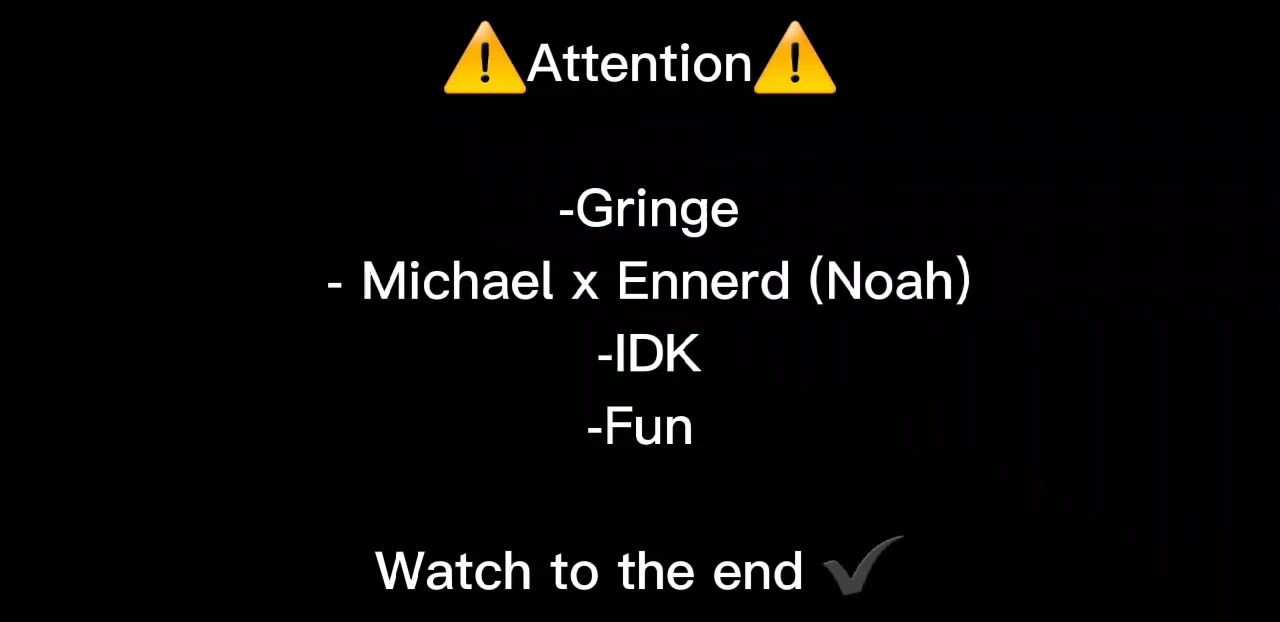 ⚠️Attention⚠️
-Gringe
- Michael x Ennerd (Noah)
-IDK
-Fun
Watch to the end ✔️